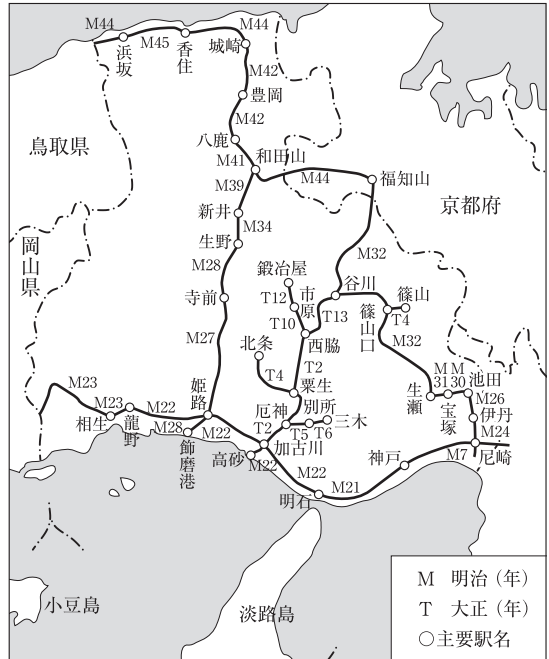 M44
M45
M44
浜坂
香住
城崎
M42
豊岡
M42
八鹿
鳥取県
M41
和田山
M44
福知山
M39
新井
M34
生野
京都府
岡山県
M28
M32
寺前
鍛冶屋
谷川
市原
T12
T13
T10
篠山口
篠山
T4
M32
M27
北条
西脇
T2
T4
粟生
生瀬
M31
M30
宝塚
池田
M26
伊丹
M24
尼崎
M23
M23
相生
竜野
M22
姫路
M28
飾磨港
M22
厄神
別所
三木
T2
T5
T6
加古川
高砂
M22
M22
神戸
M7
明石
M21
小豆島
淡路島
M 明治（年）
T 大正（年）
○主要駅名